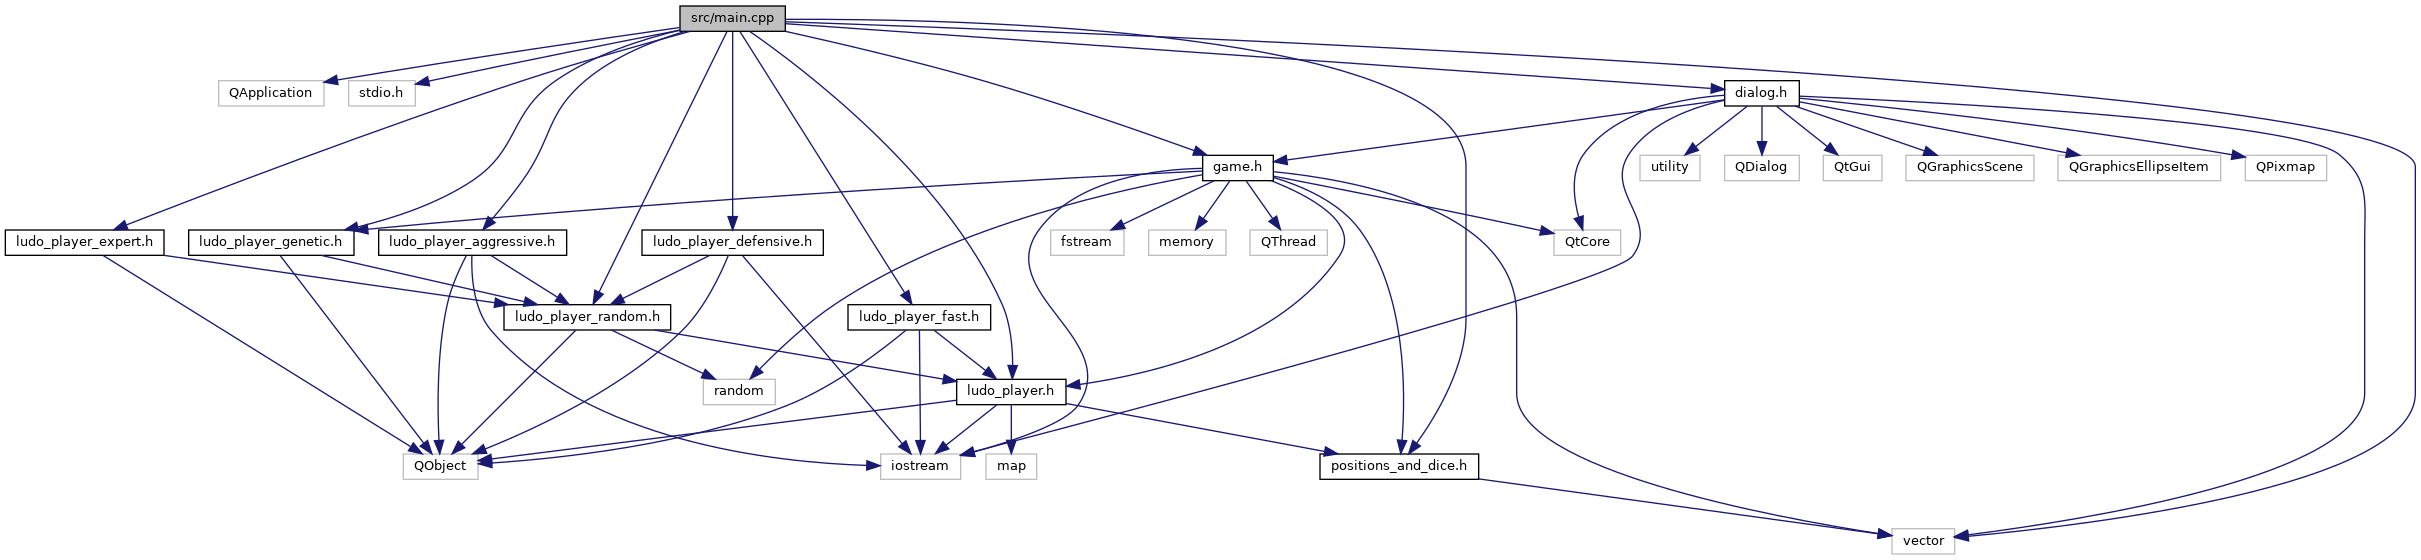 src/main.cpp
QApplication
stdio.h
dialog.h
game.h
utility
QDialog
QtGui
QGraphicsScene
QGraphicsEllipseItem
QPixmap
ludo_player_expert.h
ludo_player_genetic.h
ludo_player_aggressive.h
ludo_player_defensive.h
fstream
memory
QThread
QtCore
ludo_player_random.h
ludo_player_fast.h
random
ludo_player.h
QObject
iostream
map
positions_and_dice.h
vector